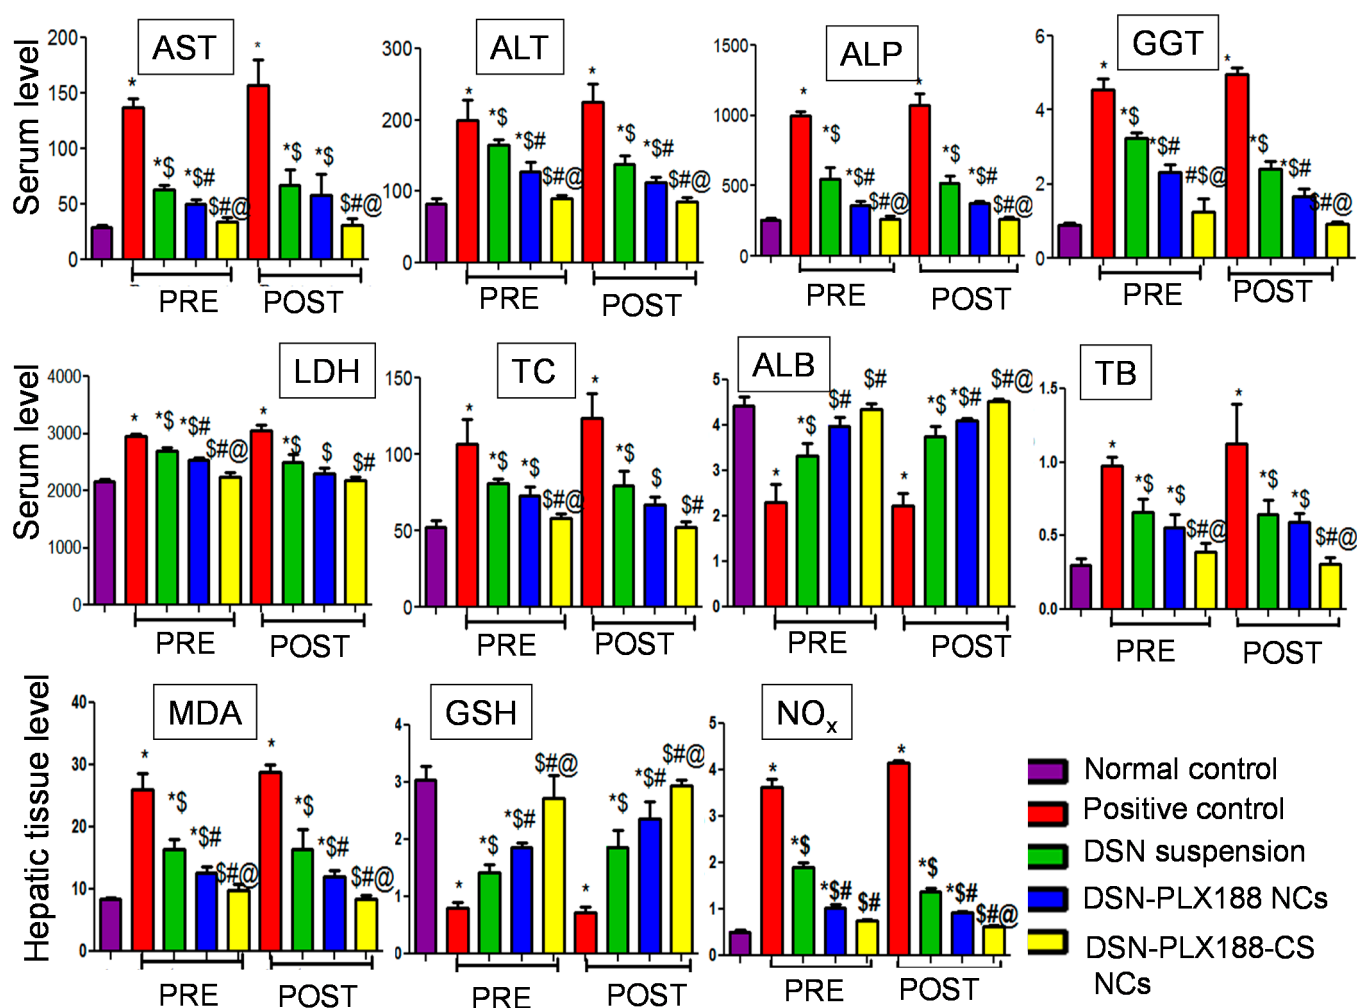 AST
ALT
ALP
GGT
Serum level
200
150
100
50
0
* *$ *$# $#@ * *$ *$ $#@
PRE
POST
300
200
100
0
* *$ *$# $#@ * *$ *$# $#@
PRE
POST
1500
1000
500
0
* *$ *$# $#@ * *$ *$# $#@
PRE
POST
6
4
2
0
* *$ *$# #$@ * *$ *$# $#@
PRE
POST
LDH
TC
ALB
TB
Serum level
4000
3000
2000
1000
0
* *$ *$# $#@ * *$ $ $#
PRE
POST
150
100
50
0
* *$ *$ $#@ * *$ $ $#
PRE
POST
5
4
3
2
1
0
* *$ $# $# * *$ *$# $#@
PRE
POST
1.5
1.0
0.5
0.0
* *$ *$ $#@ * *$ *$ $#@
PRE
POST
MDA
GSH
NOx
Hepatic tissue level
40
30
20
10
0
* *$ *$# $#@ * *$ *$# $#@
PRE
POST
4
3
2
1
0
* *$ *$# $#@ * *$ *$# $#@
PRE
POST
5
4
3
2
1
0
* *$ *$# $# * *$ *$# $#@
PRE
POST
Normal control
Positive control
DSN suspension
DSN-PLX188 NCs
DSN-PLX188-CS
NCs